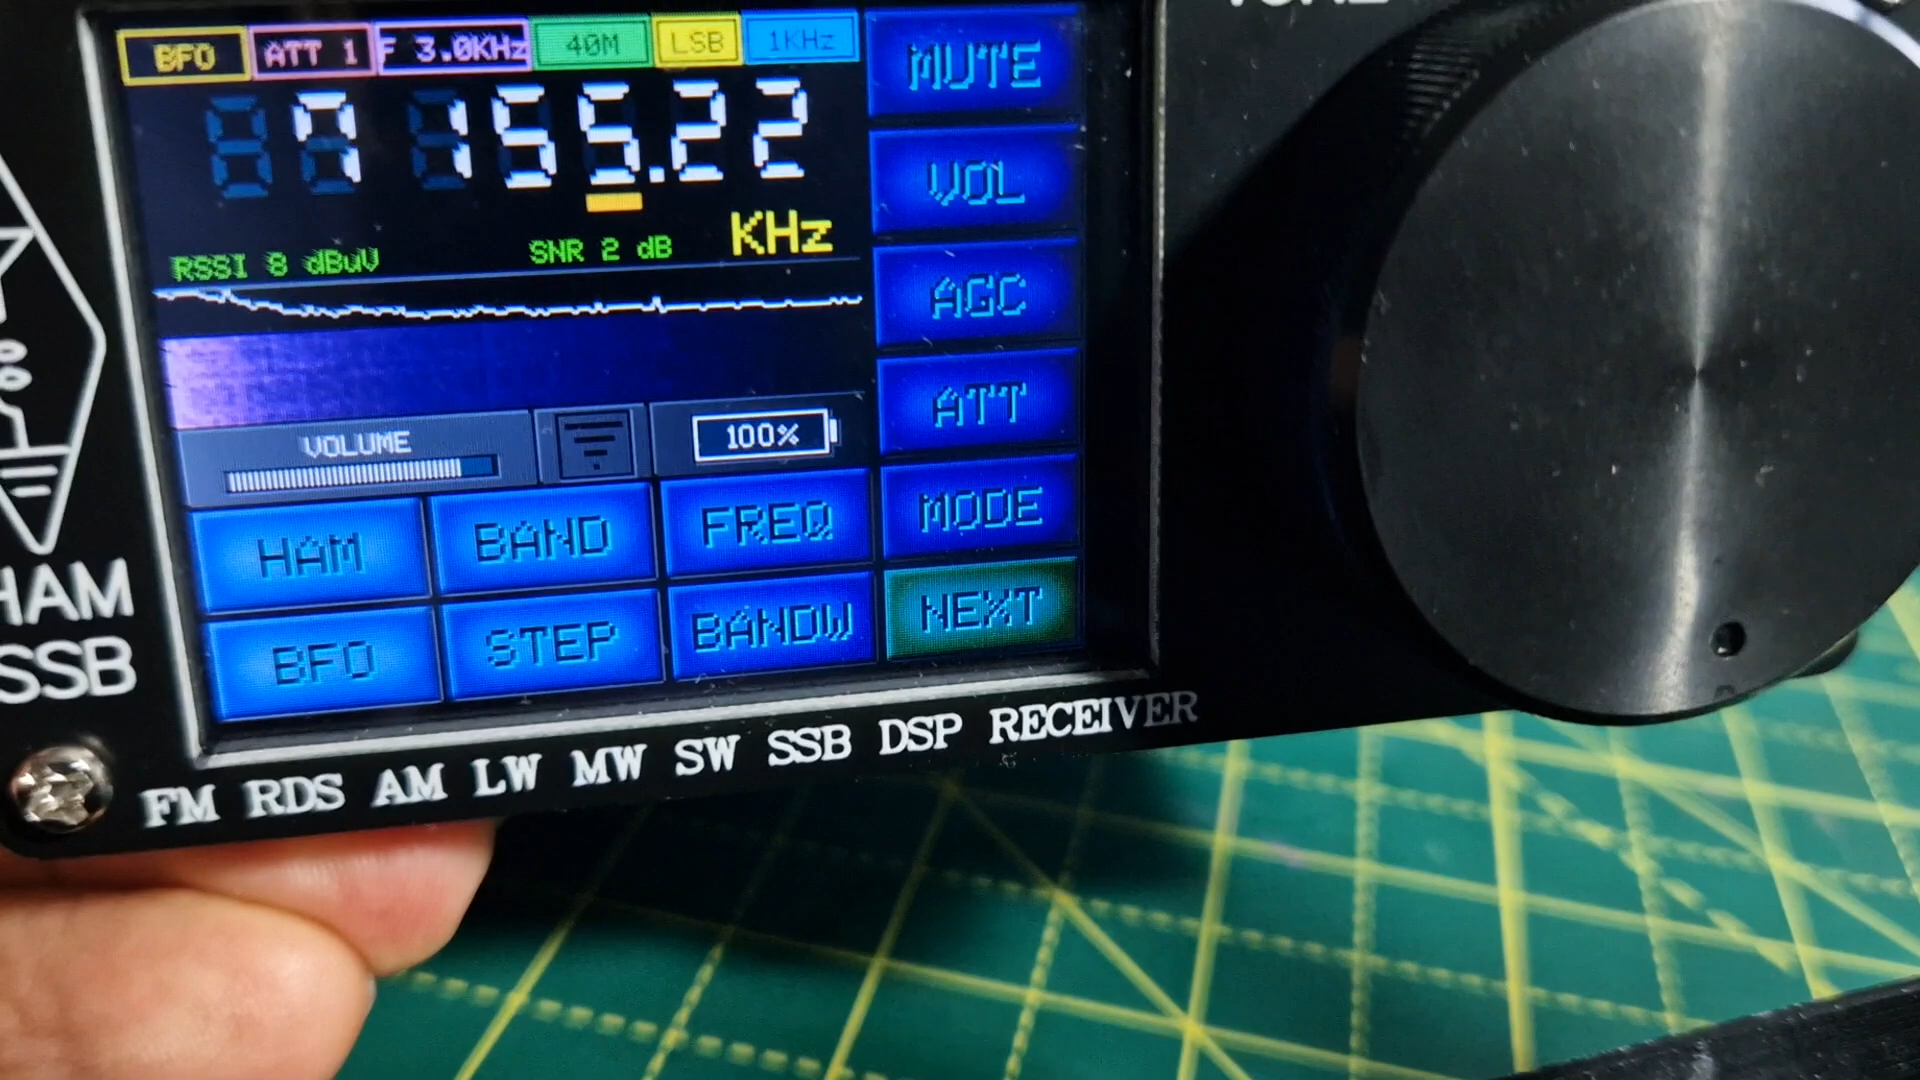 BFO ATT 1 F 3.0KHz 40M LSB 1KHz
7155.22
KHz
RSSI 8 dBuV SNR 2 dB
VOLUME 100%
HAM BAND FREQ
BFO STEP BANDW
MUTE
VOL
AGC
ATT
MODE
NEXT
HAM
SSB
FM RDS AM LW MW SW SSB DSP RECEIVER